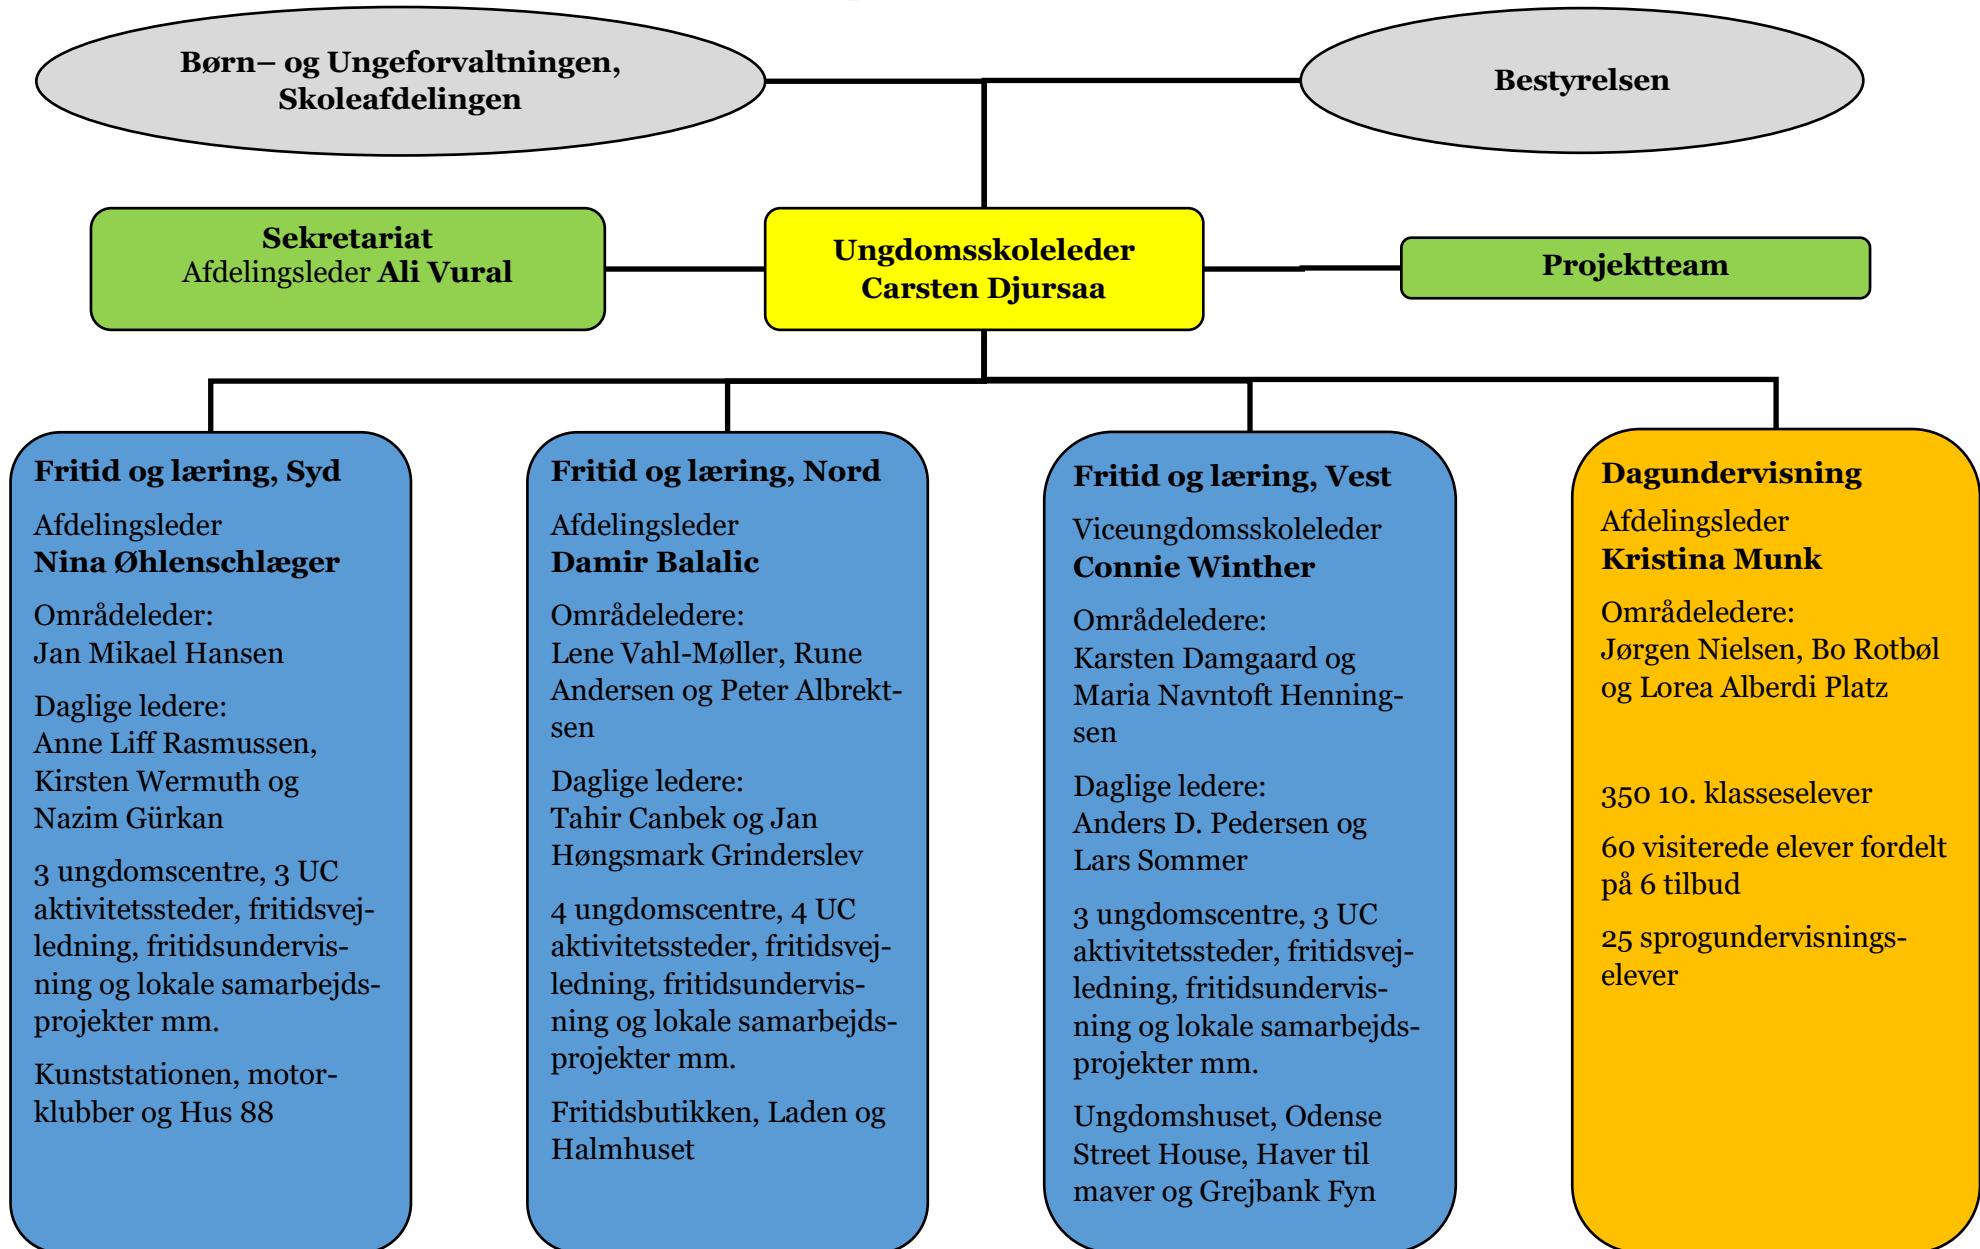 Børn– og Ungeforvaltningen,
Skoleafdelingen
Bestyrelsen
Sekretariat
Afdelingsleder Ali Vural
Ungdomsskoleleder
Carsten Djursaa
Projektteam
Fritid og læring, Syd
Afdelingsleder
Nina Øhlenschlæger
Områdeleder:
Jan Mikael Hansen
Daglige ledere:
Anne Liff Rasmussen,
Kirsten Wermuth og
Nazim Gürkan
3 ungdomscentre, 3 UC
aktivitetssteder, fritidsvej-
ledning, fritidsundervis-
ning og lokale samarbejds-
projekter mm.
Kunststationen, motor-
klubber og Hus 88
Fritid og læring, Nord
Afdelingsleder
Damir Balalic
Områdeledere:
Lene Vahl-Møller, Rune
Andersen og Peter Albrekt-
sen
Daglige ledere:
Tahir Canbek og Jan
Høngsmark Grinderslev
4 ungdomscentre, 4 UC
aktivitetssteder, fritidsvej-
ledning, fritidsundervis-
ning og lokale samarbejds-
projekter mm.
Fritidsbutikken, Laden og
Halmhuset
Fritid og læring, Vest
Viceungdomsskoleleder
Connie Winther
Områdeledere:
Karsten Damgaard og
Maria Navntoft Henning-
sen
Daglige ledere:
Anders D. Pedersen og
Lars Sommer
3 ungdomscentre, 3 UC
aktivitetssteder, fritidsvej-
ledning, fritidsundervis-
ning og lokale samarbejds-
projekter mm.
Ungdomshuset, Odense
Street House, Haver til
maver og Grejbank Fyn
Dagundervisning
Afdelingsleder
Kristina Munk
Områdeledere:
Jørgen Nielsen, Bo Rotbøl
og Lorea Alberdi Platz
350 10. klasseselever
60 visiterede elever fordelt
på 6 tilbud
25 sprogundervisnings-
elever